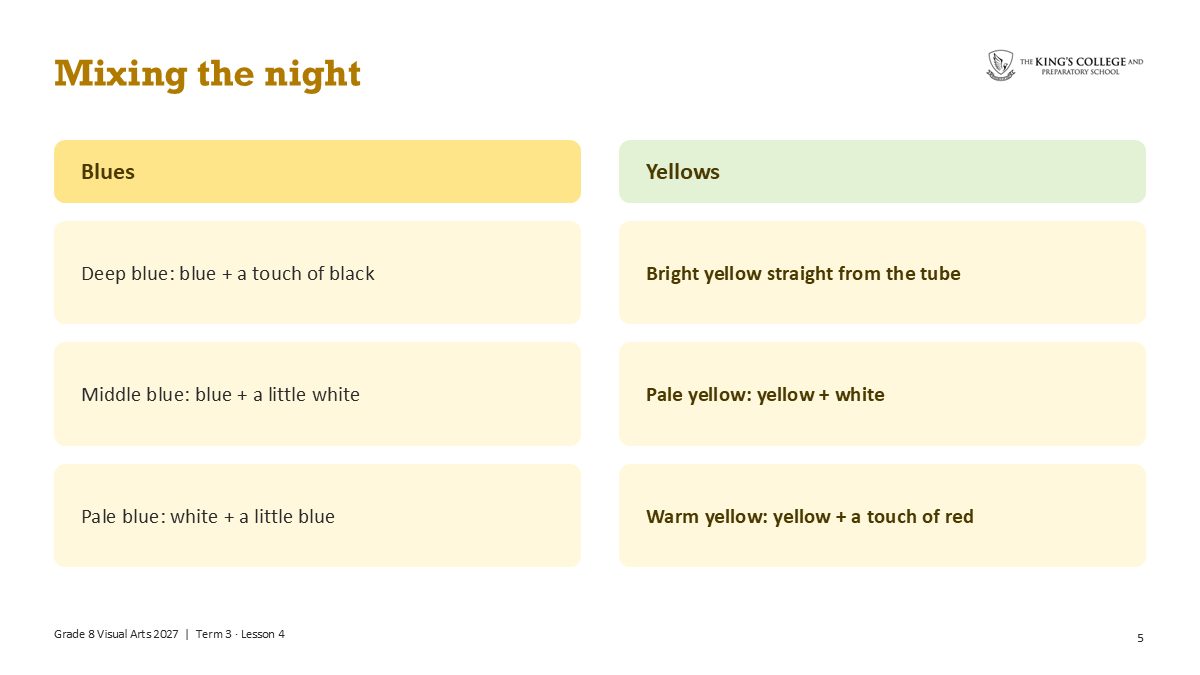 Mixing the night
THE KING'S COLLEGE AND
PREPARATORY SCHOOL
Blues
Deep blue: blue + a touch of black
Middle blue: blue + a little white
Pale blue: white + a little blue
Yellows
Bright yellow straight from the tube
Pale yellow: yellow + white
Warm yellow: yellow + a touch of red
Grade 8 Visual Arts 2027 | Term 3 · Lesson 4
5